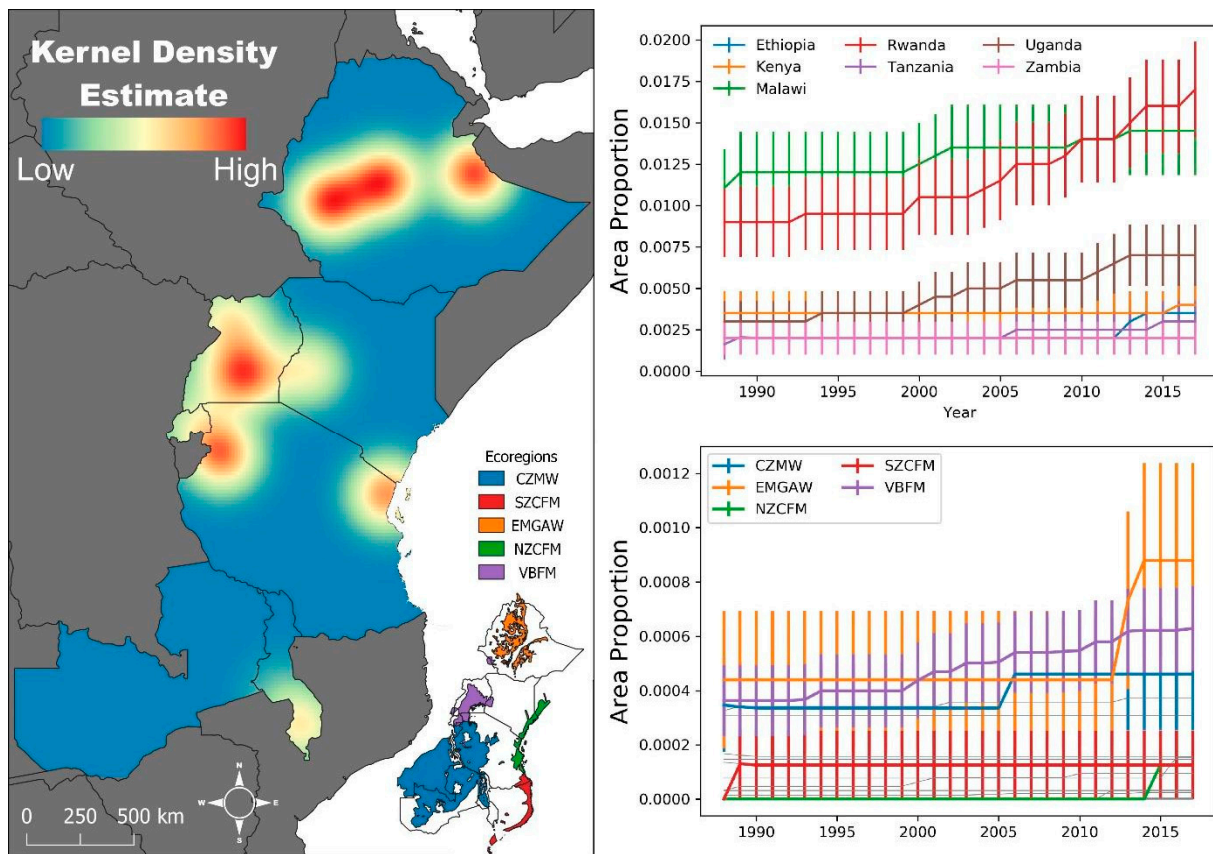 Kernel Density
Estimate
Low High
Ecoregions
CZMW
SZCFM
EMGAW
NZCFM
VBFM
N
W E
S
0 250 500 km
Ethiopia Rwanda Uganda
Kenya Tanzania Zambia
Malawi
Area Proportion
0.0200
0.0175
0.0150
0.0125
0.0100
0.0075
0.0050
0.0025
0.0000
1990 1995 2000 2005 2010 2015
Year
CZMW SZCFM
EMGAW VBFM
NZCFM
Area Proportion
0.0012
0.0010
0.0008
0.0006
0.0004
0.0002
0.0000
1990 1995 2000 2005 2010 2015